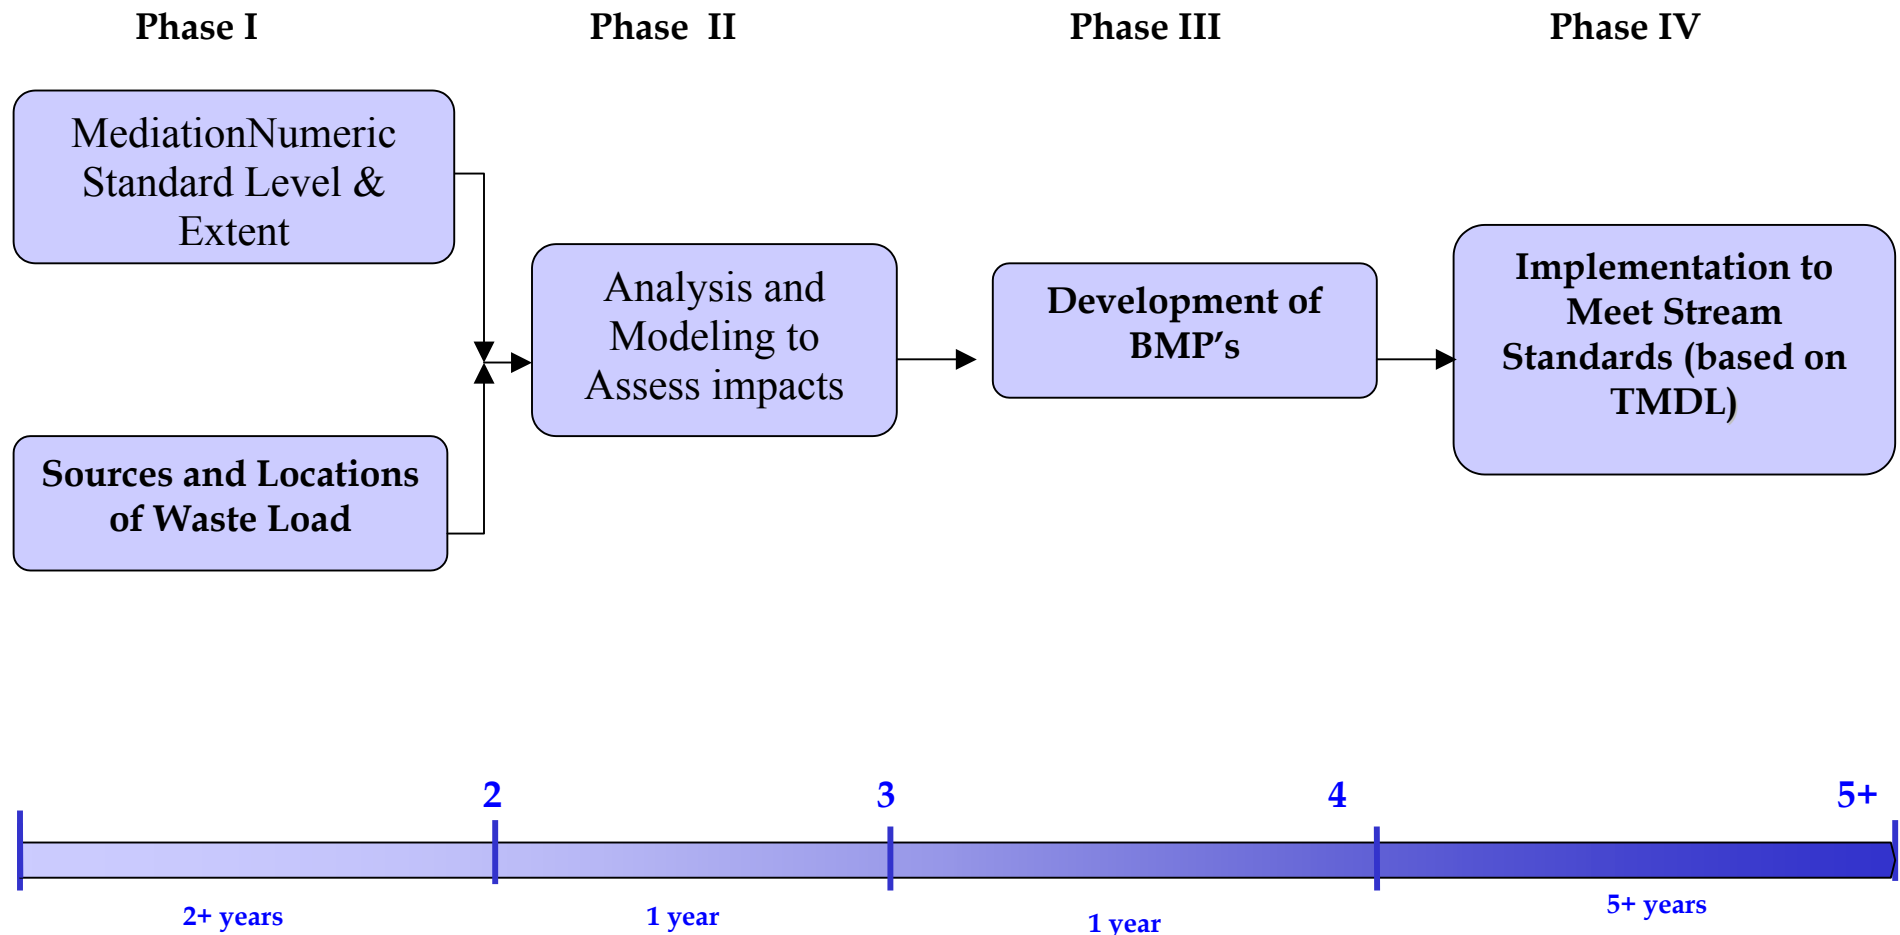 Phase I
Phase  II
Phase III
Phase IV
MediationNumeric
Standard Level &
Extent
Sources and Locations
of Waste Load
Analysis and
Modeling to
Assess impacts
Development of
BMP’s
Implementation to
Meet Stream
Standards (based on
TMDL)
2
3
4
5+
2+ years
1 year
1 year
5+ years